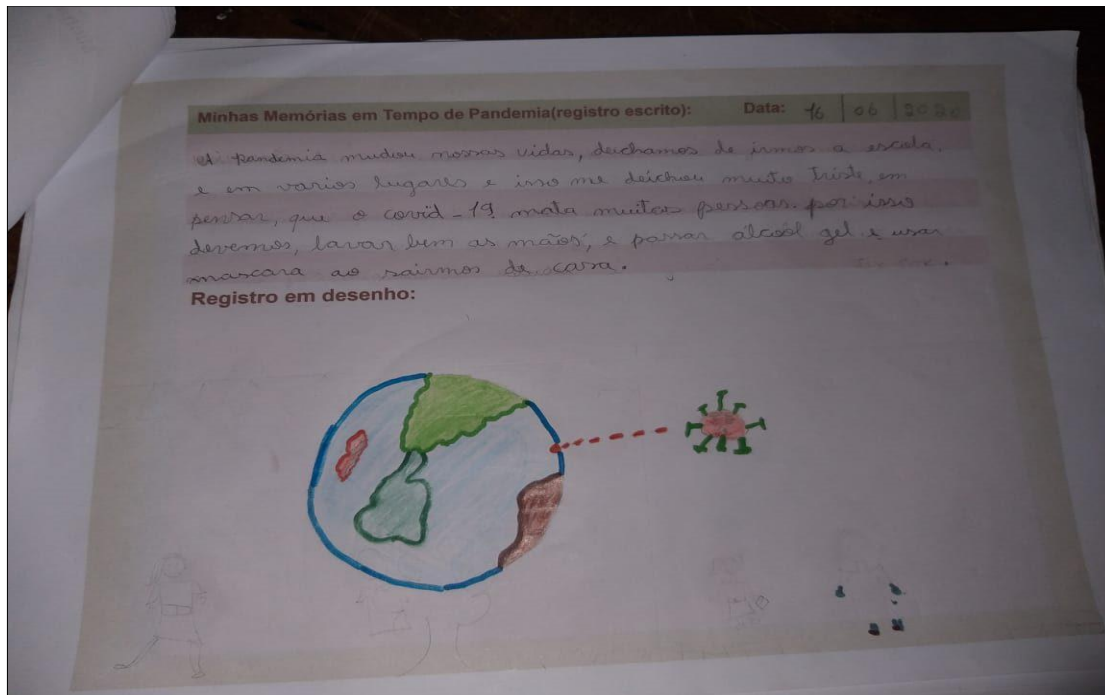 Minhas Memórias em Tempo de Pandemia(registro escrito): Data: 16 | 06 | 2020
A pandemia mudou nossas vidas, deichamos de irmos a escola.
e em varios lugares e isso me deichou muito triste, em
pensar, que o covid-19 mata muitas pessoas. por isso
devemos, lavar bem as mãos, e passar álcool gel e usar
mascara ao sairmos de casa.
Registro em desenho: